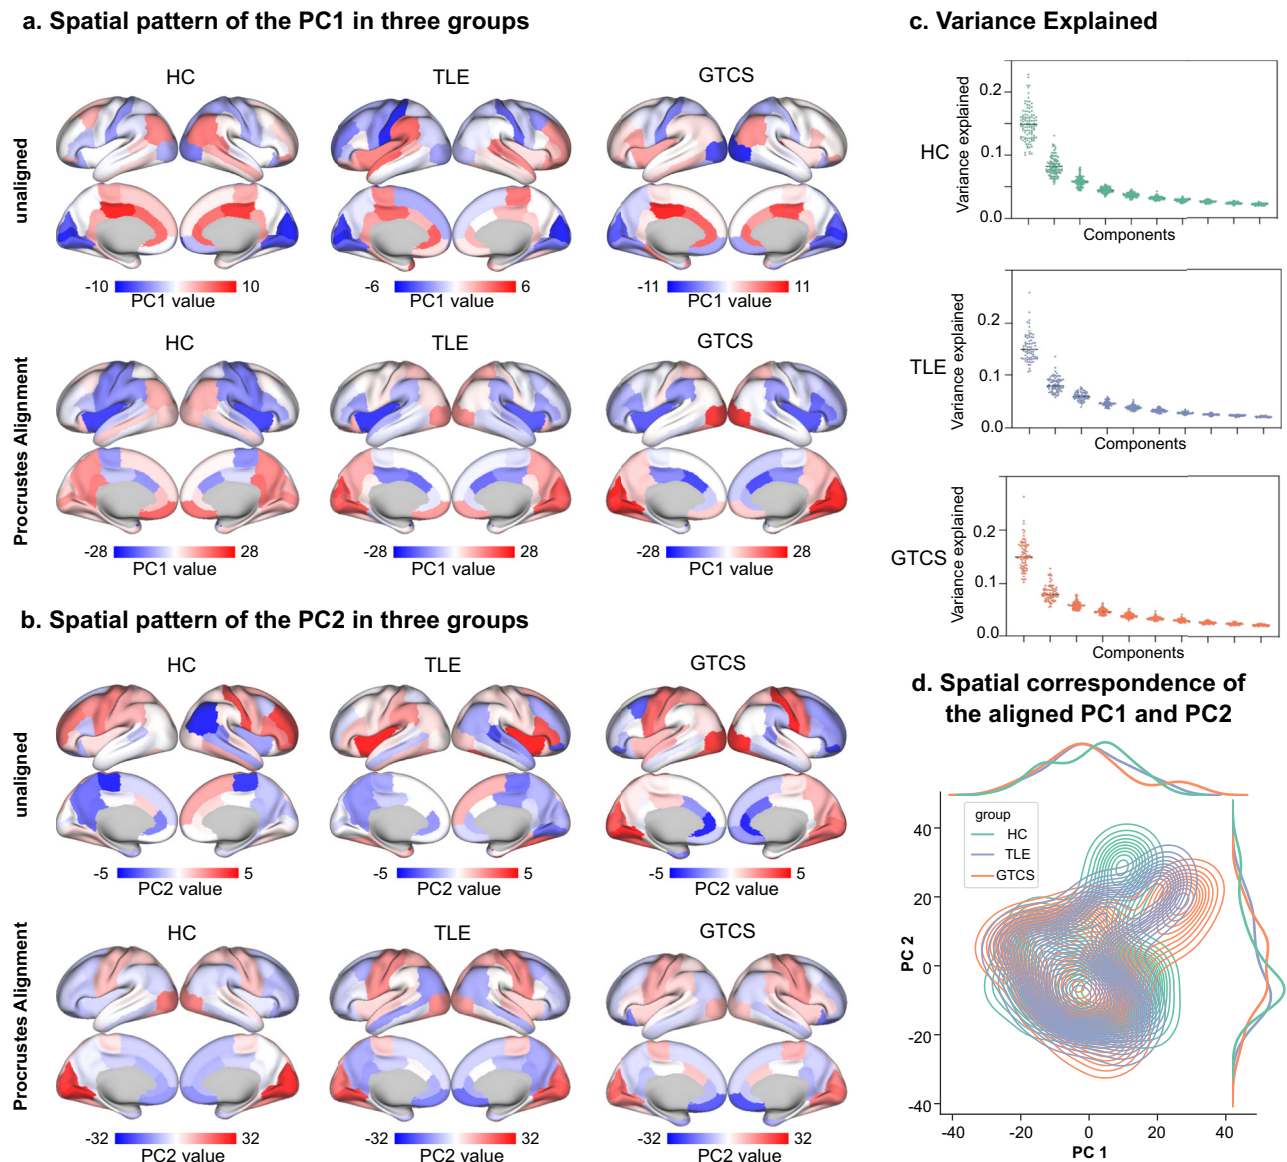 a. Spatial pattern of the PC1 in three groups
HC TLE GTCS
unaligned
-10 10 -6 6 -11 11
PC1 value PC1 value PC1 value
HC TLE GTCS
Procrustes Alignment
-28 28 -28 28 -28 28
PC1 value PC1 value PC1 value
b. Spatial pattern of the PC2 in three groups
HC TLE GTCS
unaligned
-5 5 -5 5 -5 5
PC2 value PC2 value PC2 value
HC TLE GTCS
Procrustes Alignment
-32 32 -32 32 -32 32
PC2 value PC2 value PC2 value
c. Variance Explained
HC
Variance explained
0.2
0.1
0.0
Components
TLE
Variance explained
0.2
0.1
0.0
Components
GTCS
Variance explained
0.2
0.1
0.0
Components
d. Spatial correspondence of
the aligned PC1 and PC2
group
HC
TLE
GTCS
PC 2
40
20
0
-20
-40
-40 -20 0 20 40
PC 1